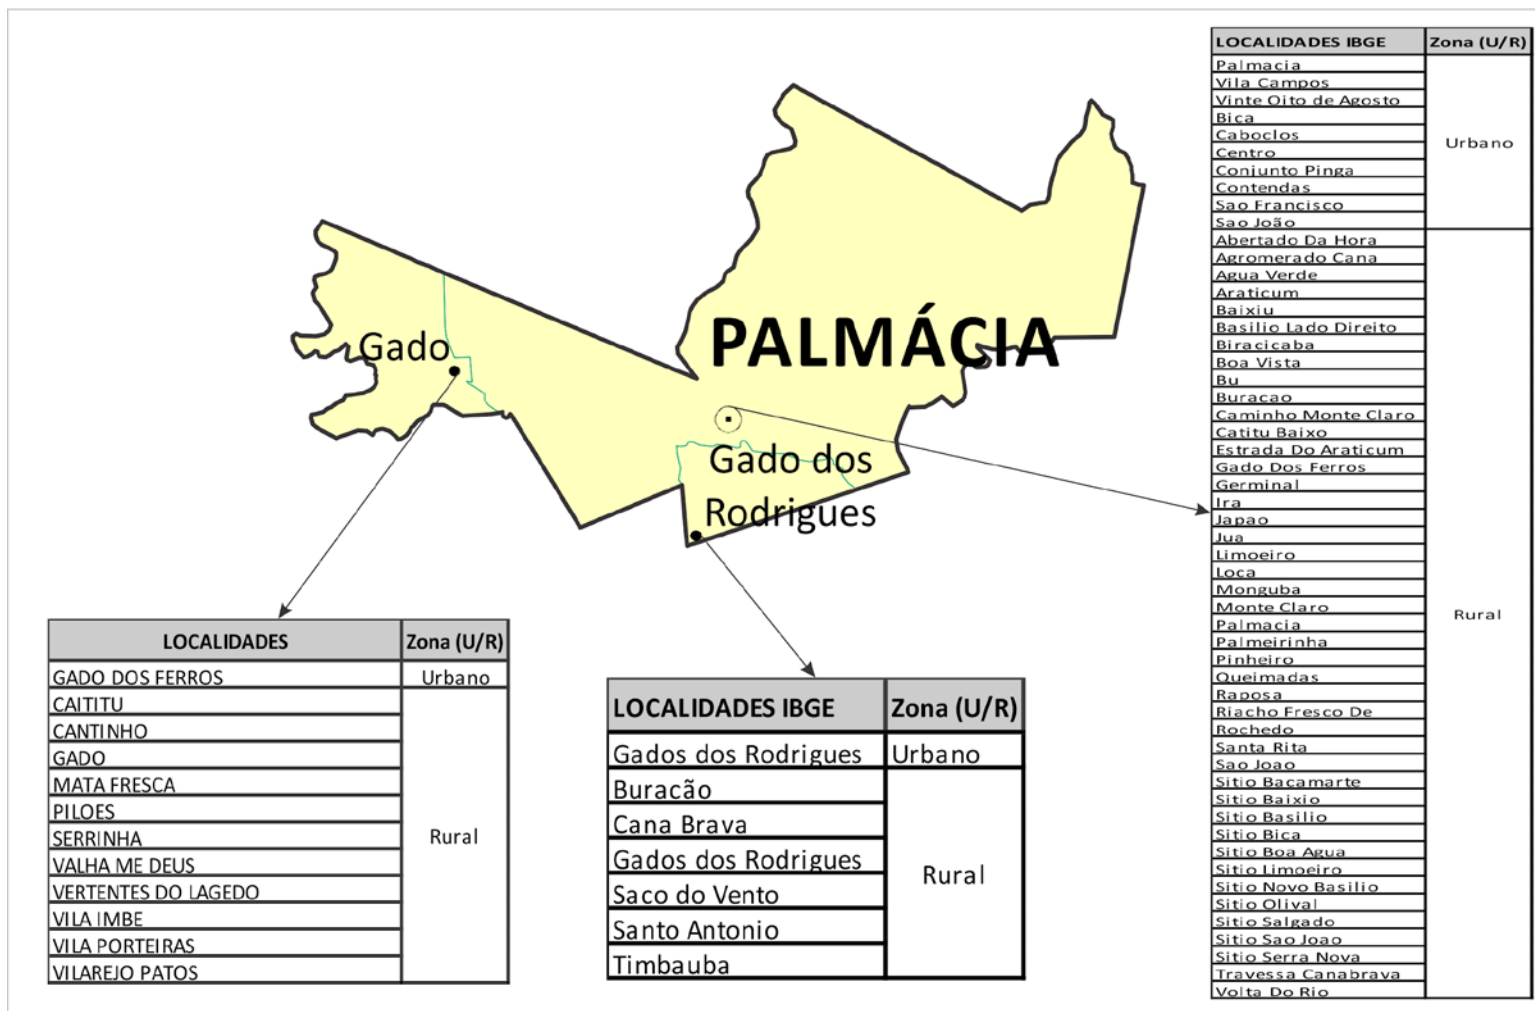 Gado
PALMÁCIA
Gado dos
Rodrigues
LOCALIDADES Zona (U/R)
GADO DOS FERROS Urbano
CAITITU
CANTINHO
GADO
MATA FRESCA
PILOES
SERRINHA Rural
VALHA ME DEUS
VERTENTES DO LAGEDO
VILA IMBE
VILA PORTEIRAS
VILAREJO PATOS
LOCALIDADES IBGE Zona (U/R)
Gados dos Rodrigues Urbano
Buracão
Cana Brava
Gados dos Rodrigues
Saco do Vento Rural
Santo Antonio
Timbauba
LOCALIDADES IBGE Zona (U/R)
Palmacia
Vila Campos
Vinte Oito de Agosto
Bica
Caboclos
Centro Urbano
Conjunto Pinga
Contendas
Sao Francisco
Sao João
Abertado Da Hora
Agromerado Cana
Agua Verde
Araticum
Baixiu
Basilio Lado Direito
Biracicaba
Boa Vista
Bu
Buracao
Caminho Monte Claro
Catitu Baixo
Estrada Do Araticum
Gado Dos Ferros
Germinal
Ira
Japao
Jua
Limoeiro
Loca
Monguba
Monte Claro
Palmacia Rural
Palmeirinha
Pinheiro
Queimadas
Raposa
Riacho Fresco De
Rochedo
Santa Rita
Sao Joao
Sitio Bacamarte
Sitio Baixio
Sitio Basilio
Sitio Bica
Sitio Boa Agua
Sitio Limoeiro
Sitio Novo Basilio
Sitio Olival
Sitio Salgado
Sitio Sao Joao
Sitio Serra Nova
Travessa Canabrava
Volta Do Rio